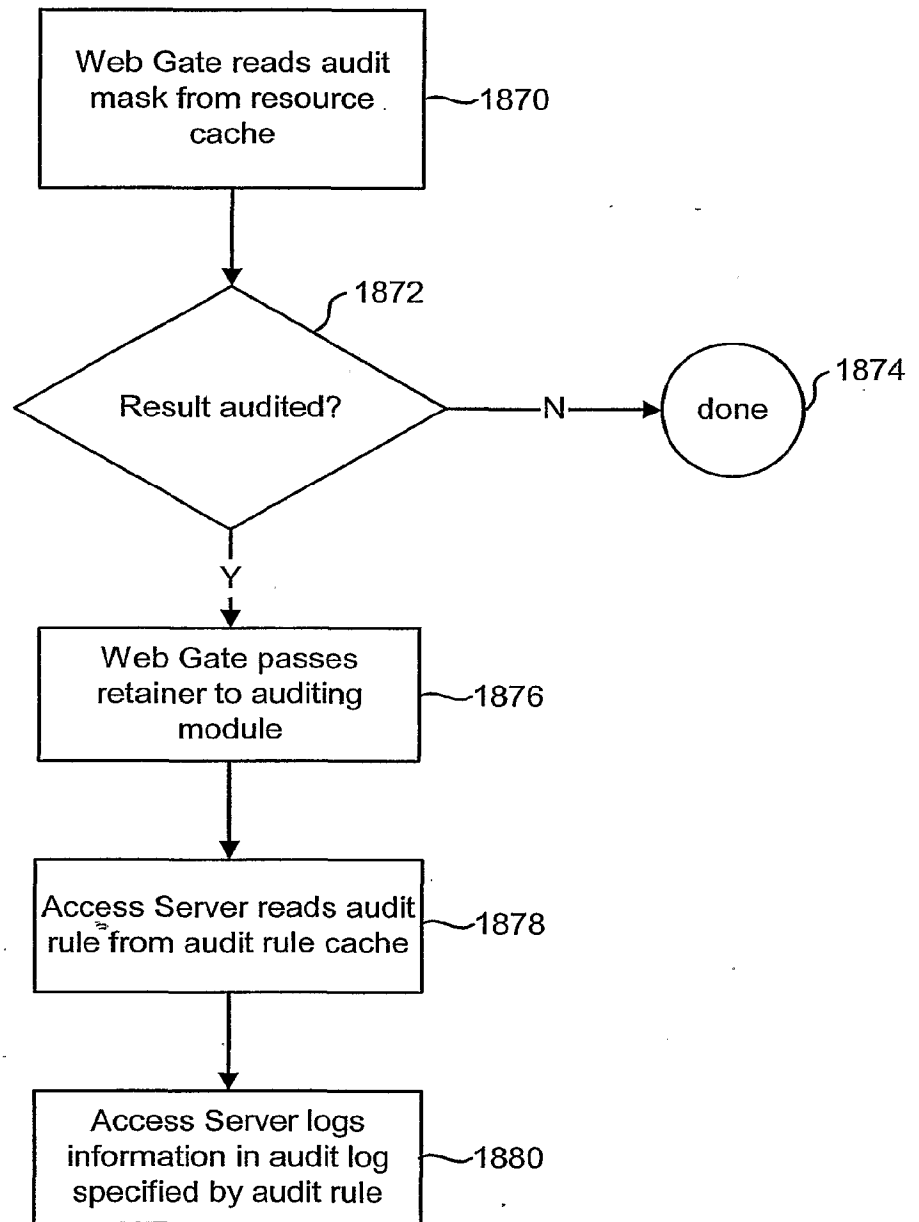 Web Gate reads audit
mask from resource
cache
1870
1872
Result audited?
N
done
1874
Y
Web Gate passes
retainer to auditing
module
1876
Access Server reads audit
rule from audit rule cache
1878
Access Server logs
information in audit log
specified by audit rule
1880